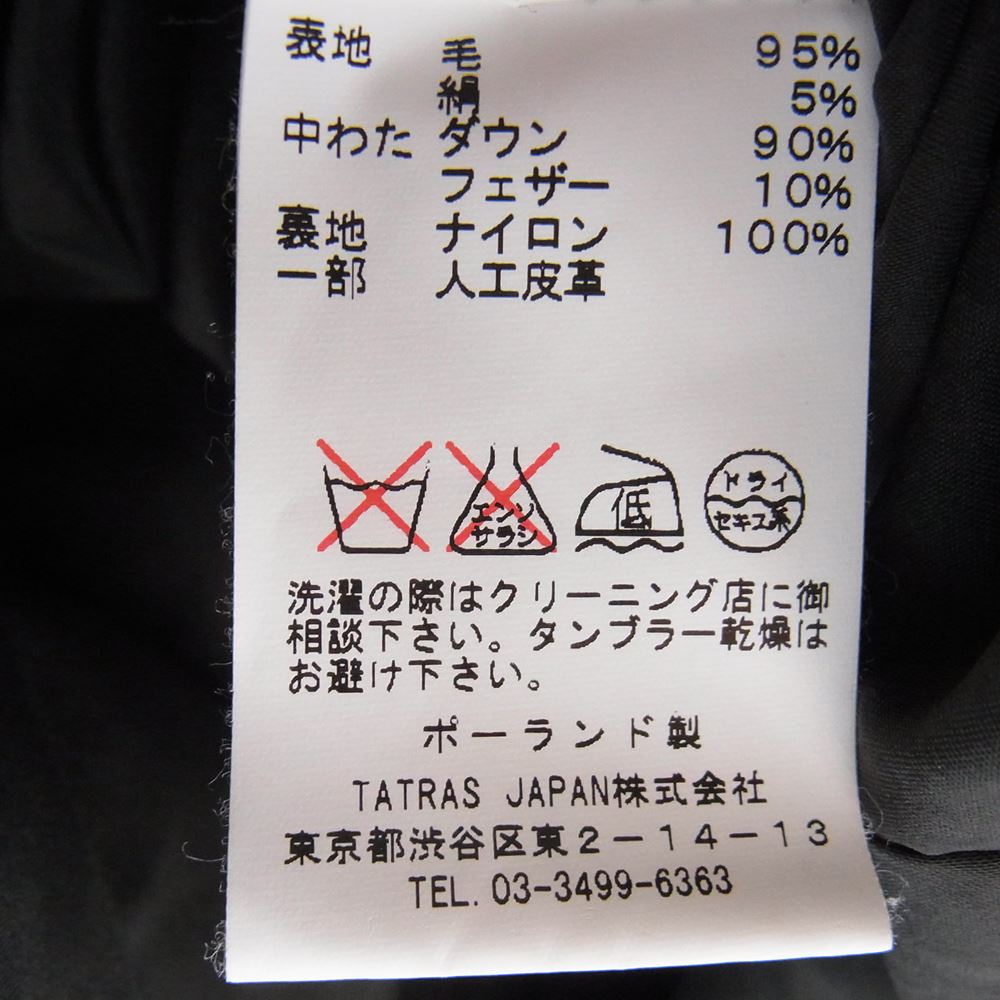 表地 毛 95%
絹 5%
中わた ダウン 90%
フェザー 10%
裏地 ナイロン 100%
一部 人工皮革
エンソ
サラシ
低
ドライ
セキユ系
洗濯の際はクリーニング店に御
相談下さい。タンブラー乾燥は
お避け下さい。
ポーランド製
TATRAS JAPAN株式会社
東京都渋谷区東2－14－13
TEL. 03-3499-6363